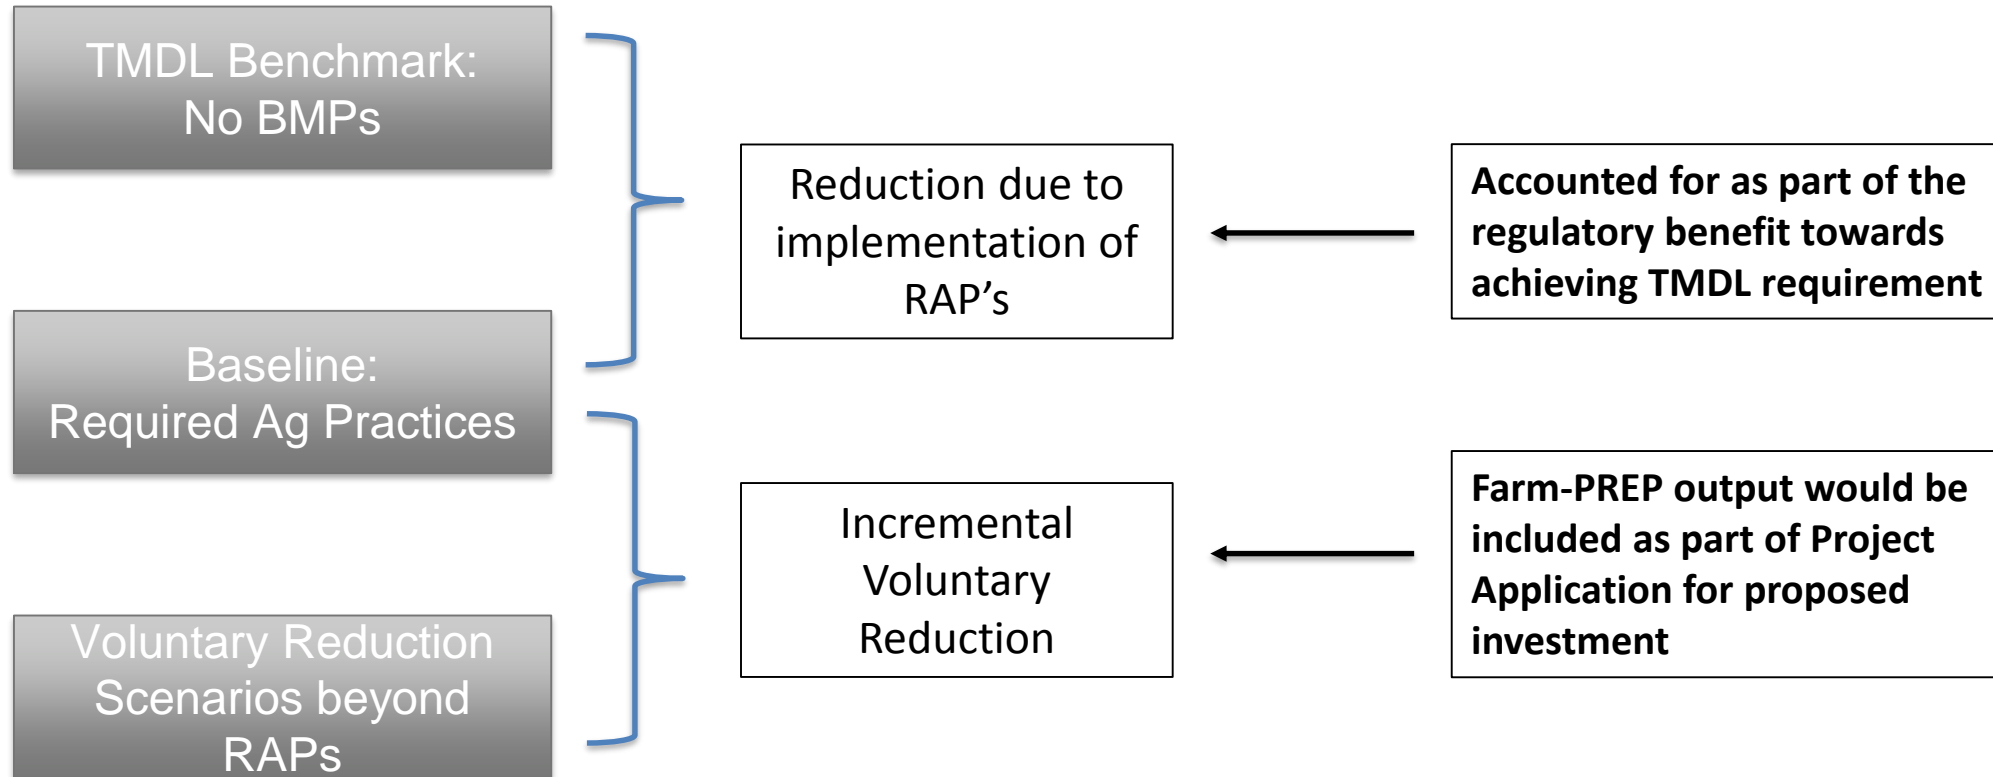 TMDL Benchmark:
No BMPs
Baseline:
Required Ag Practices
Voluntary Reduction
Scenarios beyond
RAPs
Reduction due to
implementation of
RAP’s
Incremental
Voluntary
Reduction
Accounted for as part of the
regulatory benefit towards
achieving TMDL requirement
Farm-PREP output would be
included as part of Project
Application for proposed
investment